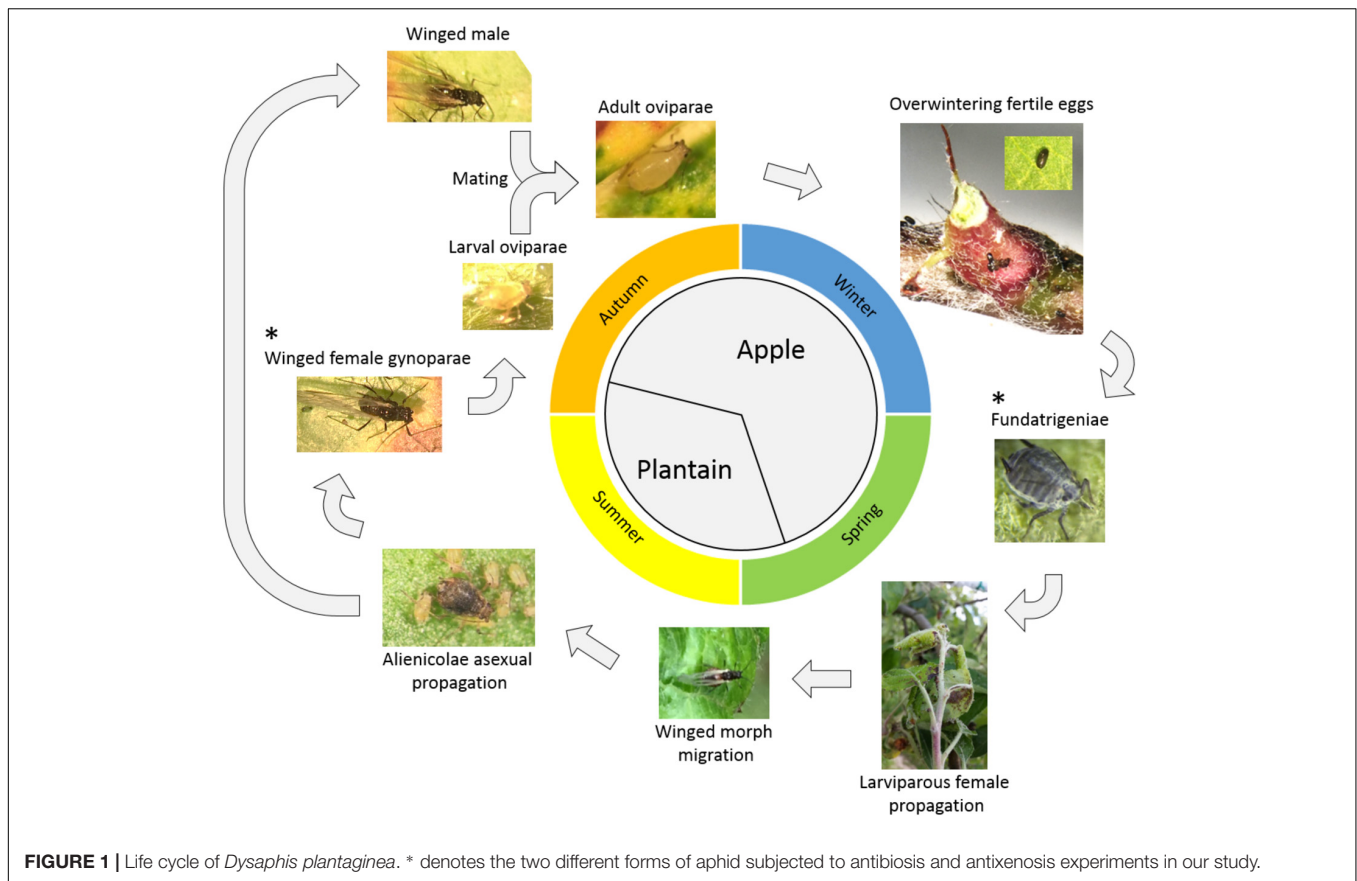 Winged male
Adult oviparae
Overwintering fertile eggs
Mating
Larval oviparae
*
Winged female gynoparae
Autumn
Winter
Apple
Plantain
Summer
Spring
*
Fundatrigeniae
Alienicolae asexual
propagation
Winged morph
migration
Larviparous female
propagation
FIGURE 1 | Life cycle of Dysaphis plantaginea. * denotes the two different forms of aphid subjected to antibiosis and antixenosis experiments in our study.